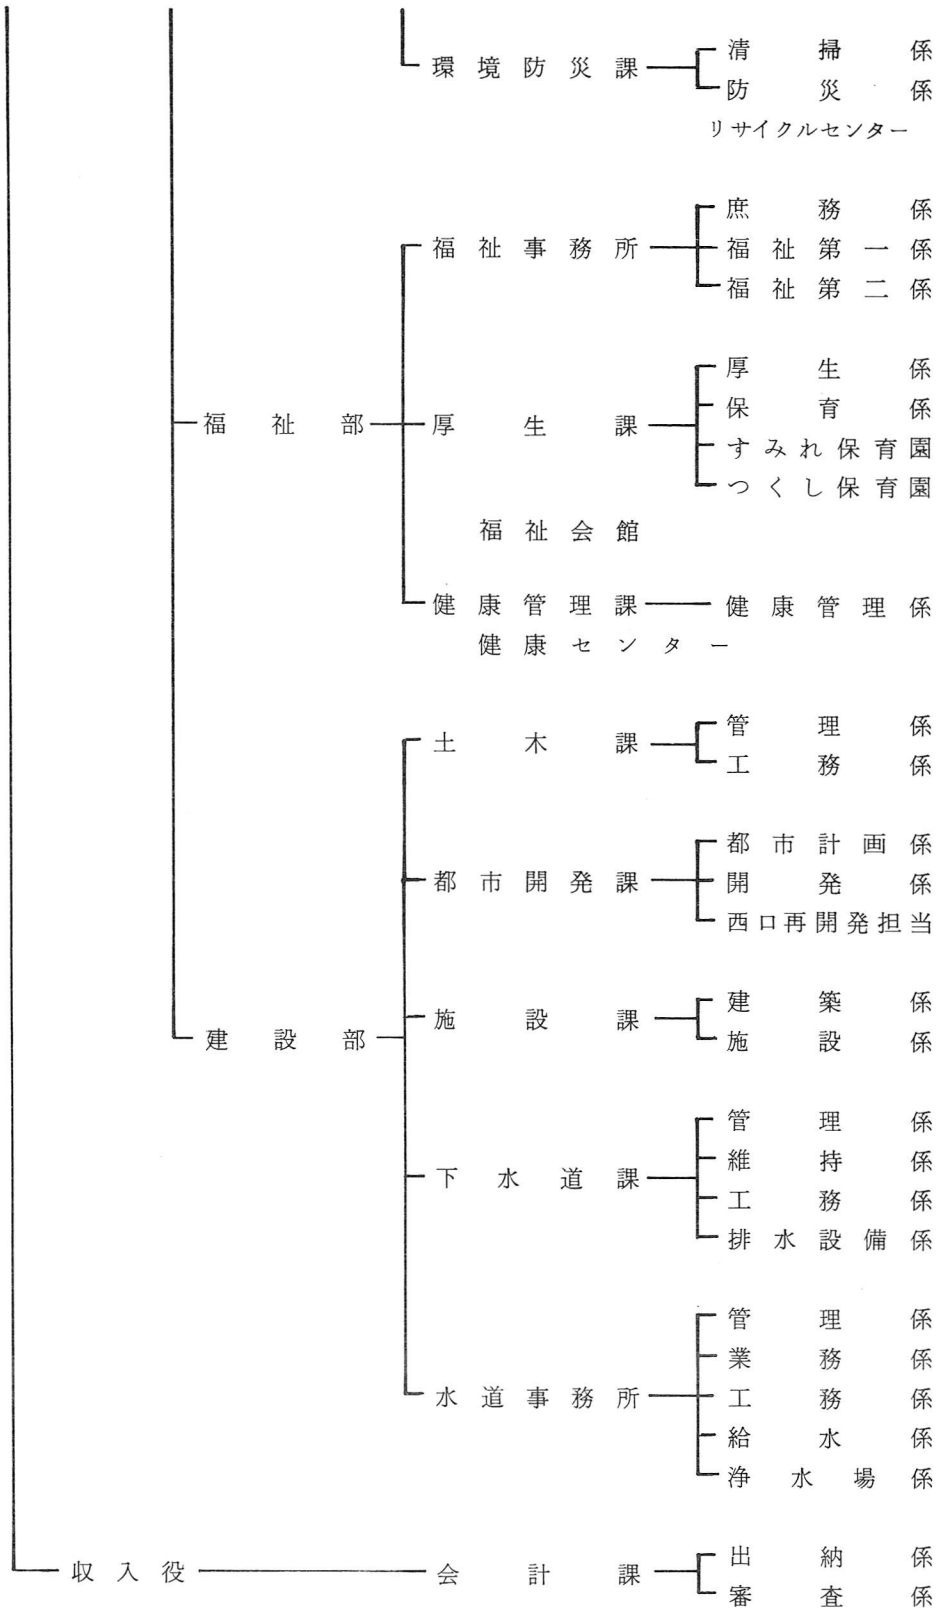 環境防災課
清掃係
防災係
リサイクルセンター
福祉部
福祉事務所
庶務係
福祉第一係
福祉第二係
厚生課
厚生係
保育係
すみれ保育園
つくし保育園
福祉会館
健康管理課
健康管理係
健康センター
建設部
土木課
管理係
工務係
都市開発課
都市計画係
開発係
西口再開発担当
施設課
建築係
施設係
下水道課
管理係
維持係
工務係
排水設備係
水道事務所
管理係
業務係
工務係
給水係
浄水場係
収入役
会計課
出納係
審査係